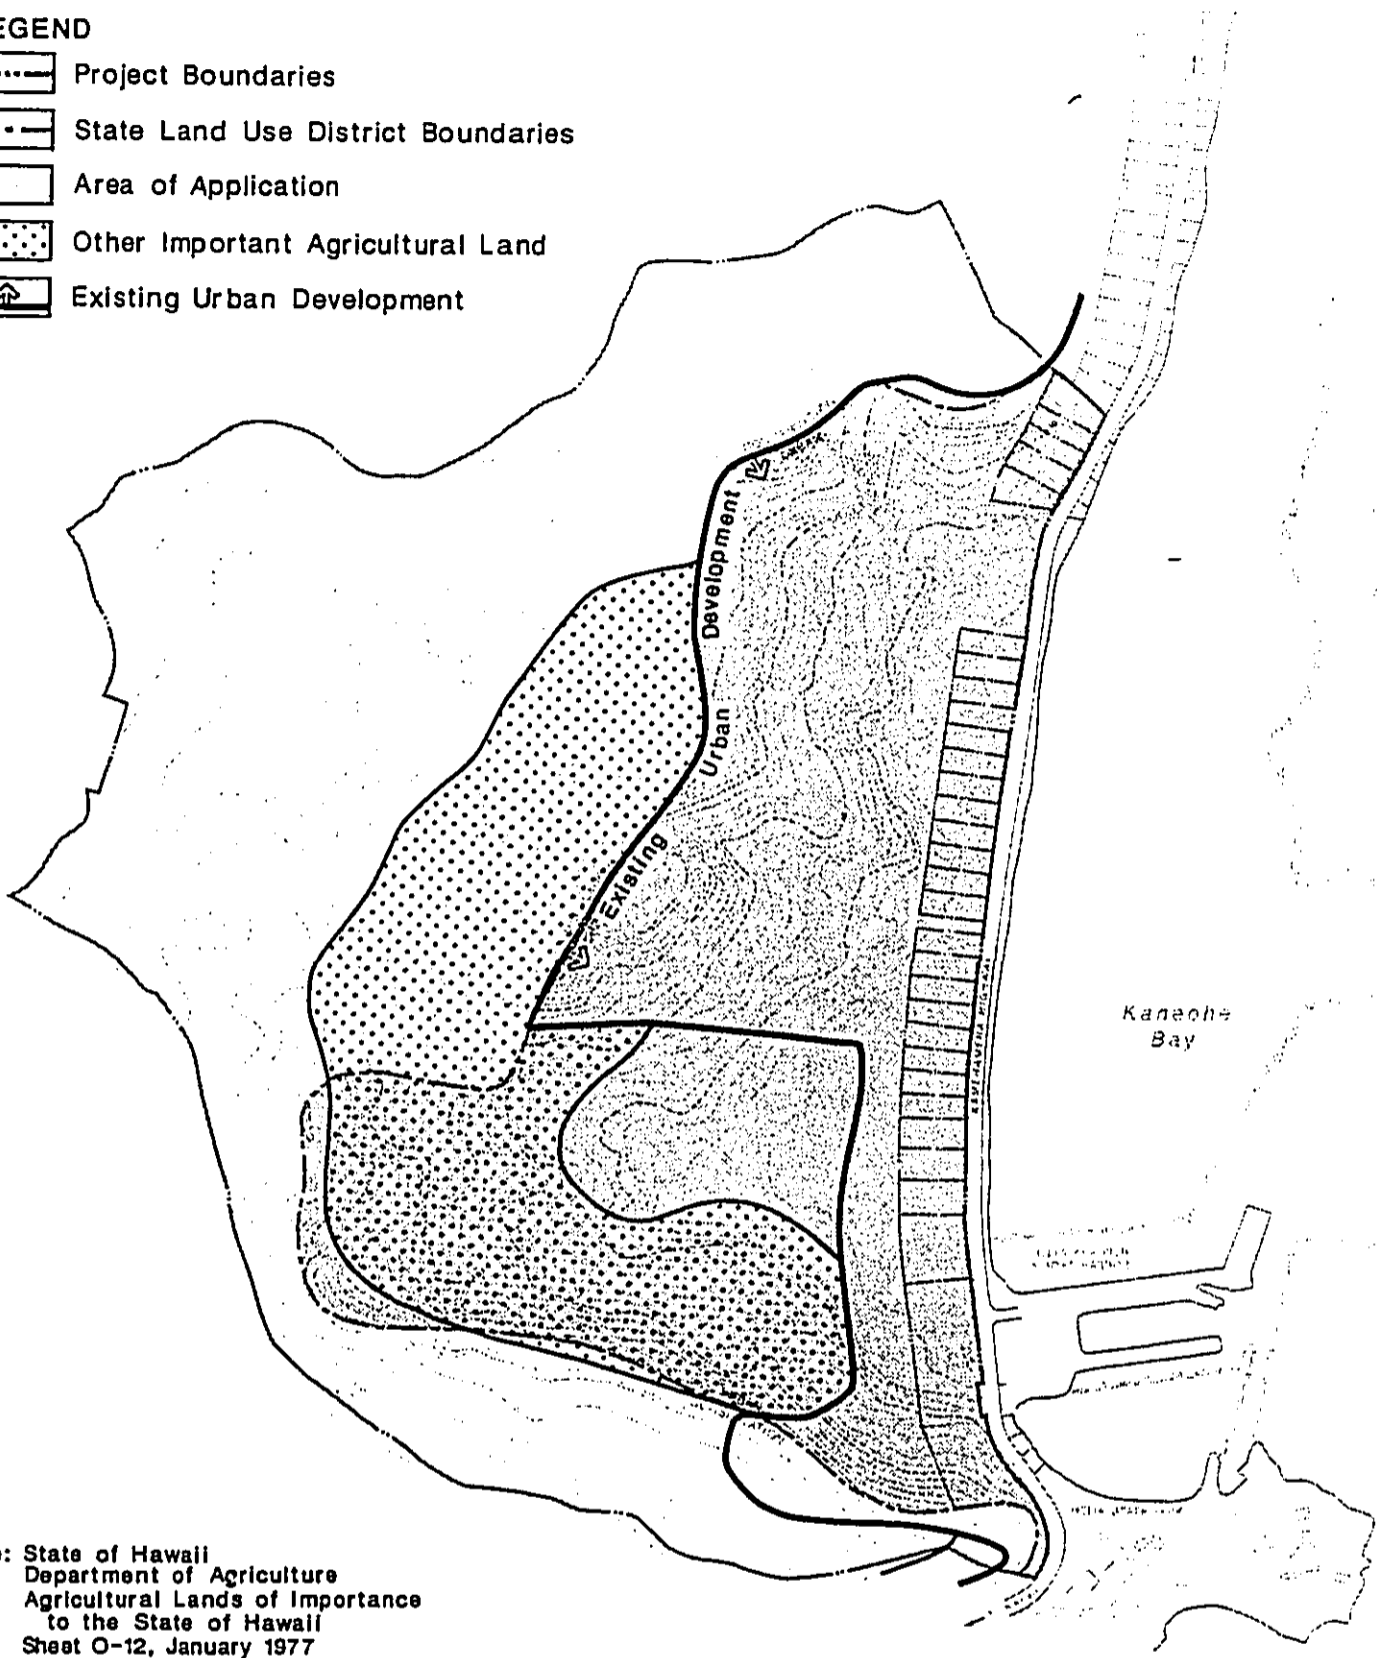 EGEND
Project Boundaries
State Land Use District Boundaries
Area of Application
Other Important Agricultural Land
Existing Urban Development
Development
Urban
Existing
KAMEHAMEHA HIGHWAY
Kaneohe
Bay
: State of Hawaii
Department of Agriculture
Agricultural Lands of Importance
to the State of Hawaii
Sheet O-12, January 1977